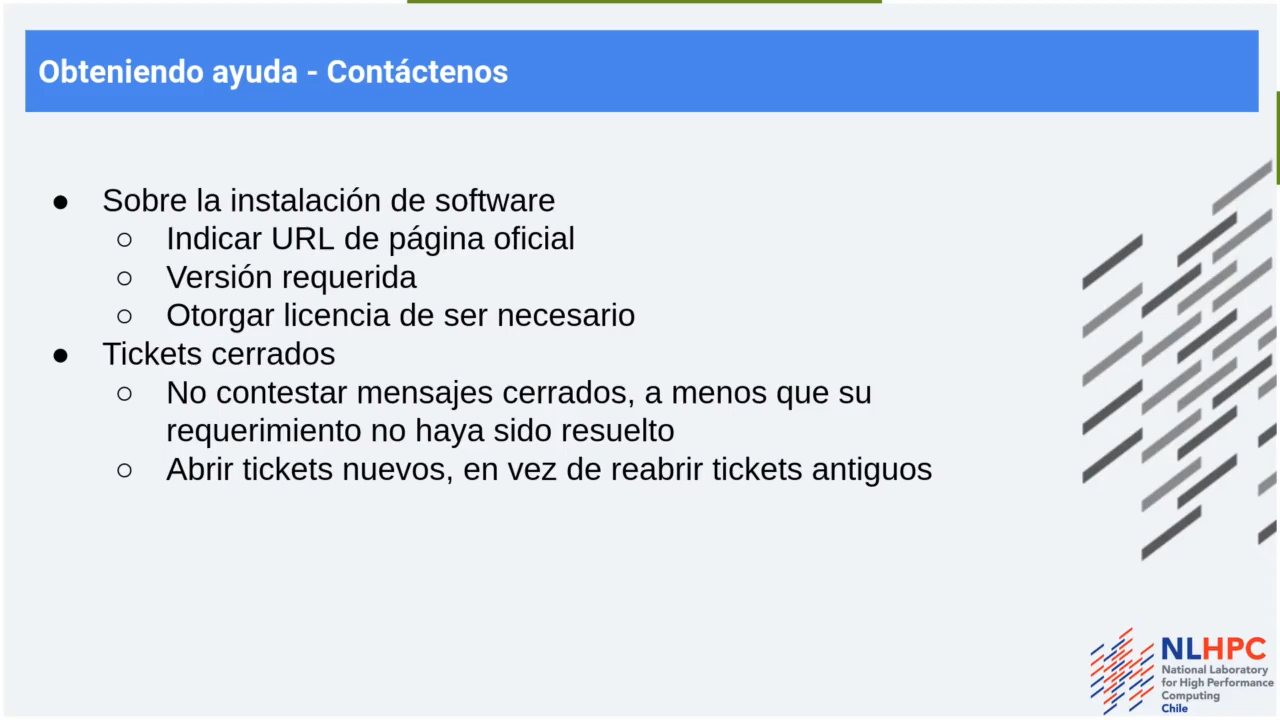 Obteniendo ayuda - Contáctenos
● Sobre la instalación de software
○ Indicar URL de página oficial
○ Versión requerida
○ Otorgar licencia de ser necesario
● Tickets cerrados
○ No contestar mensajes cerrados, a menos que su
requerimiento no haya sido resuelto
○ Abrir tickets nuevos, en vez de reabrir tickets antiguos
NLHPC
National Laboratory
for High Performance
Computing
Chile